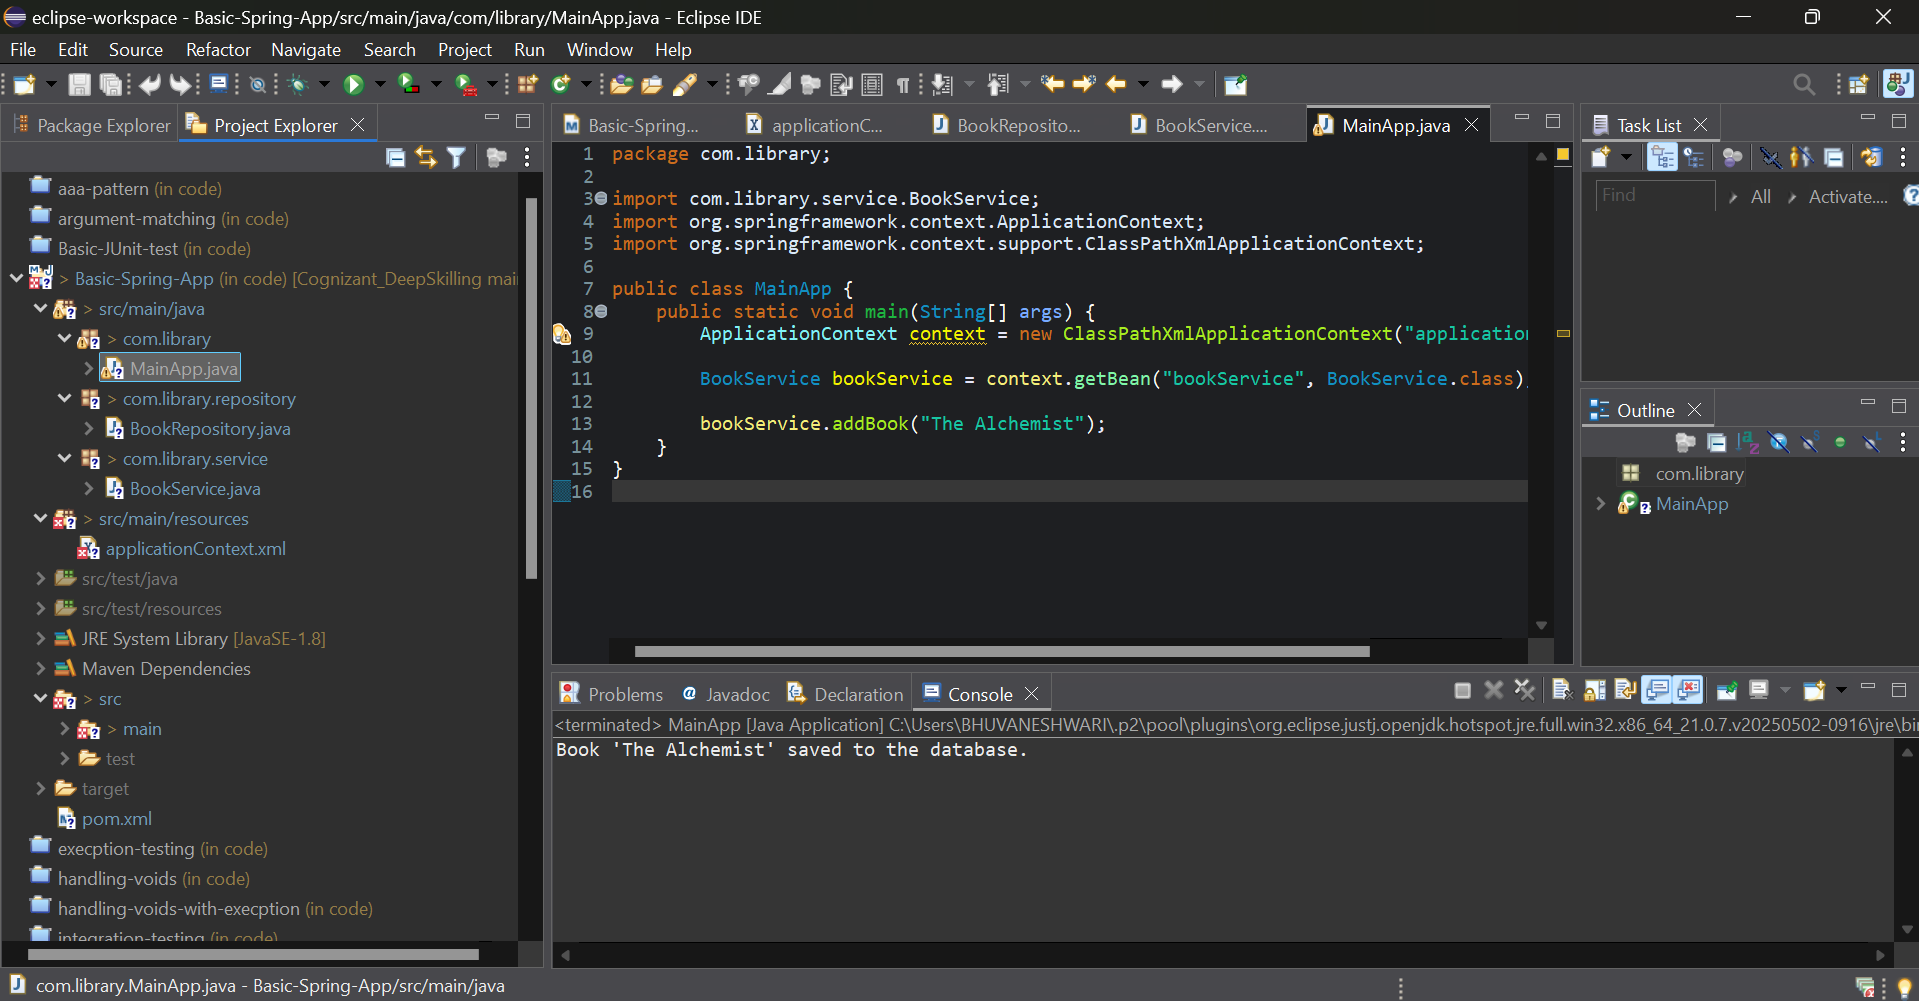 eclipse-workspace - Basic-Spring-App/src/main/java/com/library/MainApp.java - Eclipse IDE
File Edit Source Refactor Navigate Search Project Run Window Help
Package Explorer Project Explorer
aaa-pattern (in code)
argument-matching (in code)
Basic-JUnit-test (in code)
> Basic-Spring-App (in code) [Cognizant_DeepSkilling mai
> src/main/java
> com.library
MainApp.java
> com.library.repository
BookRepository.java
> com.library.service
BookService.java
> src/main/resources
applicationContext.xml
src/test/java
src/test/resources
JRE System Library [JavaSE-1.8]
Maven Dependencies
> src
> main
test
target
pom.xml
execption-testing (in code)
handling-voids (in code)
handling-voids-with-execption (in code)
integration-testing (in code)
Basic-Spring... applicationC... BookReposito... BookService.... MainApp.java
1 package com.library;
2
3 import com.library.service.BookService;
4 import org.springframework.context.ApplicationContext;
5 import org.springframework.context.support.ClassPathXmlApplicationContext;
6
7 public class MainApp {
8 public static void main(String[] args) {
9 ApplicationContext context = new ClassPathXmlApplicationContext("application
10
11 BookService bookService = context.getBean("bookService", BookService.class)
12
13 bookService.addBook("The Alchemist");
14 }
15 }
16
Task List
Find All Activate....
Outline
com.library
MainApp
Problems Javadoc Declaration Console
<terminated> MainApp [Java Application] C:\Users\BHUVANESHWARI\.p2\pool\plugins\org.eclipse.justj.openjdk.hotspot.jre.full.win32.x86_64_21.0.7.v20250502-0916\jre\bi
Book 'The Alchemist' saved to the database.
com.library.MainApp.java - Basic-Spring-App/src/main/java